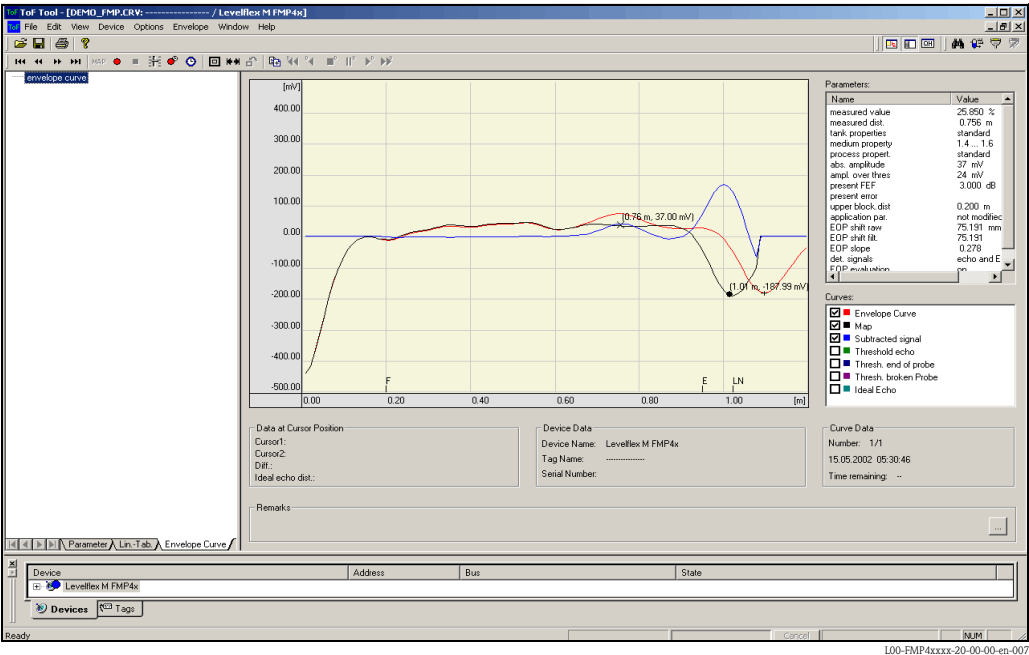 ToF Tool - [DEMO_FMP.CRV: --------------- / Levelflex M FMP4x]
File Edit View Device Options Envelope Window Help
MAP
envelope curve
[mV]
400.00
300.00
200.00
100.00
0.00
-100.00
-200.00
-300.00
-400.00
-500.00
(0.76 m, 37.00 mV)
(1.01 m, -187.99 mV)
F
E
LN
0.00 0.20 0.40 0.60 0.80 1.00 [m]
Parameters:
Name Value
measured value 25.850 %
measured dist. 0.756 m
tank properties standard
medium property 1.4 ... 1.6
process propert. standard
abs. amplitude 37 mV
ampl. over thres 24 mV
present FEF 3.000 dB
present error
upper block.dist 0.200 m
application par. not modified
EOP shift raw 75.191 mm
EOP shift filt. 75.191
EOP slope 0.278
det. signals echo and E
EOP evaluation on
Curves:
Envelope Curve
Map
Subtracted signal
Threshold echo
Thresh. end of probe
Thresh. broken Probe
Ideal Echo
Data at Cursor Position
Cursor1:
Cursor2:
Diff.:
Ideal echo dist.:
Device Data
Device Name: Levelflex M FMP4x
Tag Name: ---------------
Serial Number:
Curve Data
Number: 1/1
15.05.2002 05:30:46
Time remaining: --
Remarks
...
Parameter Lin.-Tab. Envelope Curve
Device Address Bus State
Levelflex M FMP4x
Devices Tags
Ready Cancel NUM
L00-FMP4xxxx-20-00-00-en-007